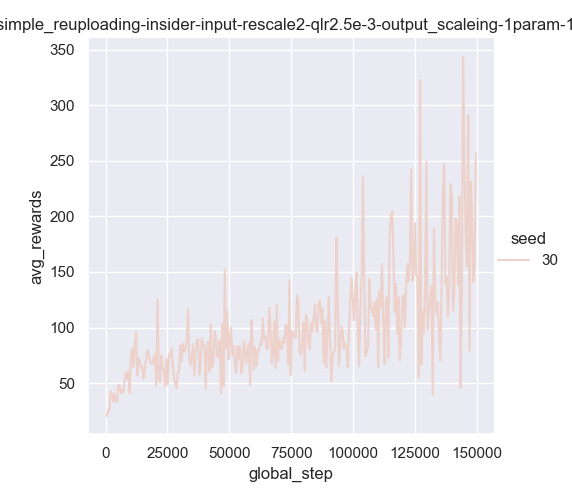 simple_reuploading-insider-input-rescale2-qlr2.5e-3-output_scaleing-1param-1
350
300
250
200
150
100
50
avg_rewards
0 25000 50000 75000 100000 125000 150000
global_step
seed
30